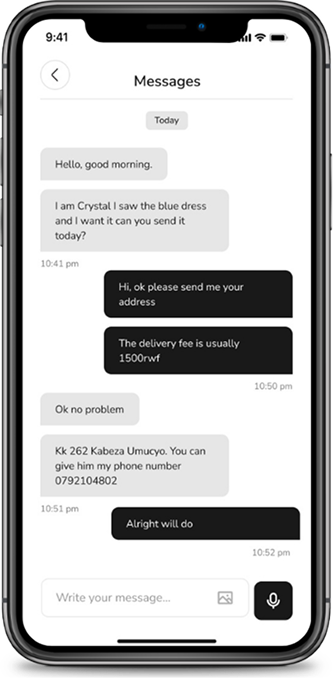 9:41
Messages
Today
Hello, good morning.
I am Crystal I saw the blue dress
and I want it can you send it
today?
10:41 pm
Hi, ok please send me your
address
The delivery fee is usually
1500rwf
10:50 pm
Ok no problem
Kk 262 Kabeza Umucyo. You can
give him my phone number
0792104802
10:51 pm
Alright will do
10:52 pm
Write your message...